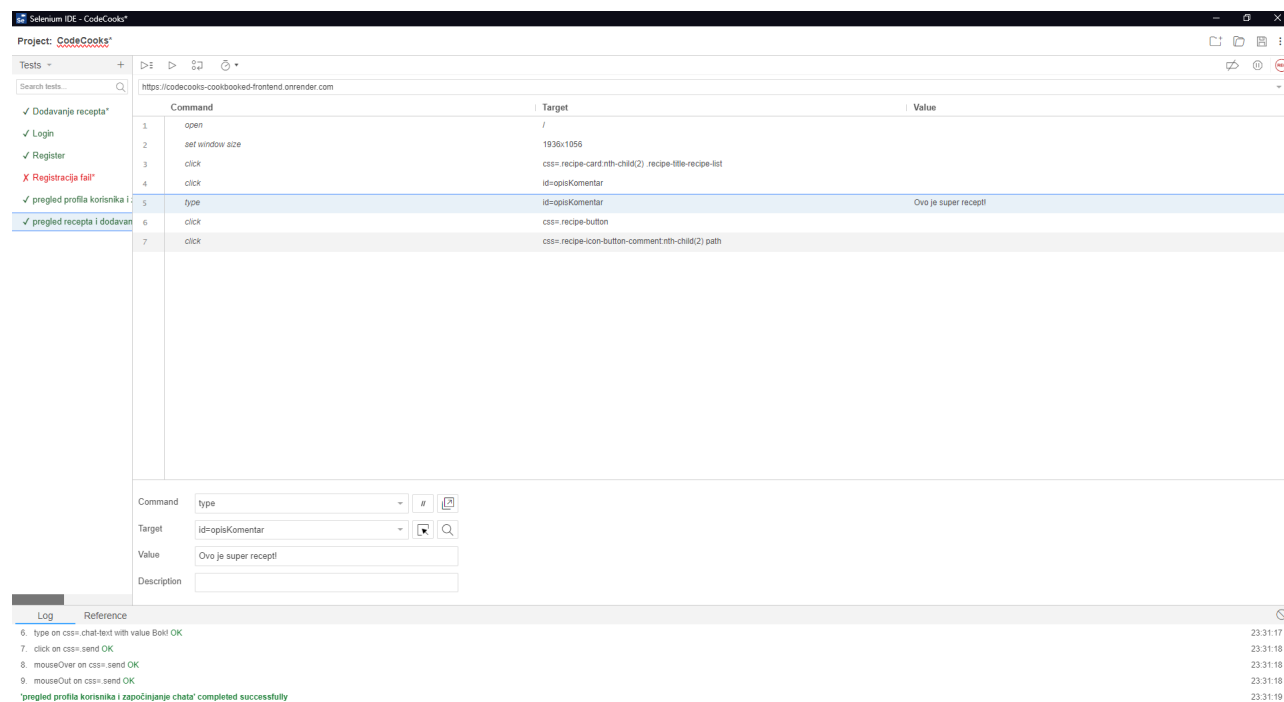 Selenium IDE - CodeCooks*
Project: CodeCooks*
Tests
Search tests...
https://codecooks-cookbooked-frontend.onrender.com
✓ Dodavanje recepta*
✓ Login
✓ Register
✗ Registracija fail*
✓ pregled profila korisnika i
✓ pregled recepta i dodavan
Command Target Value
1 open /
2 set window size 1936x1056
3 click css=.recipe-card:nth-child(2) .recipe-title-recipe-list
4 click id=opisKomentar
5 type id=opisKomentar Ovo je super recept!
6 click css=.recipe-button
7 click css=.recipe-icon-button-comment:nth-child(2) path
Command type //
Target id=opisKomentar
Value Ovo je super recept!
Description
Log Reference
6. type on css=.chat-text with value Bok! OK 23:31:17
7. click on css=.send OK 23:31:18
8. mouseOver on css=.send OK 23:31:18
9. mouseOut on css=.send OK 23:31:18
'pregled profila korisnika i započinjanje chata' completed successfully 23:31:19